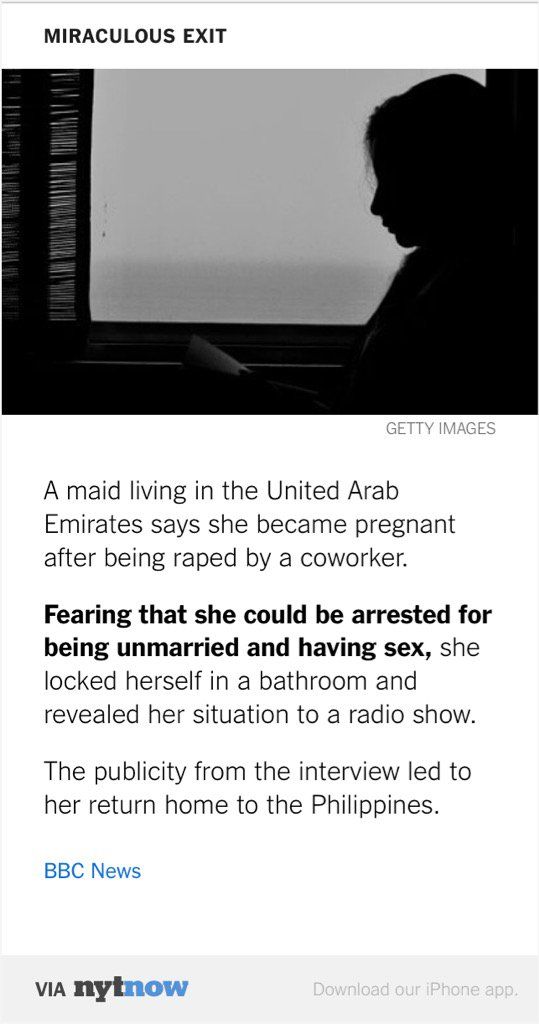 MIRACULOUS EXIT
GETTY IMAGES
A maid living in the United Arab
Emirates says she became pregnant
after being raped by a coworker.
Fearing that she could be arrested for
being unmarried and having sex, she
locked herself in a bathroom and
revealed her situation to a radio show.
The publicity from the interview led to
her return home to the Philippines.
BBC News
VIA nytnow
Download our iPhone app.